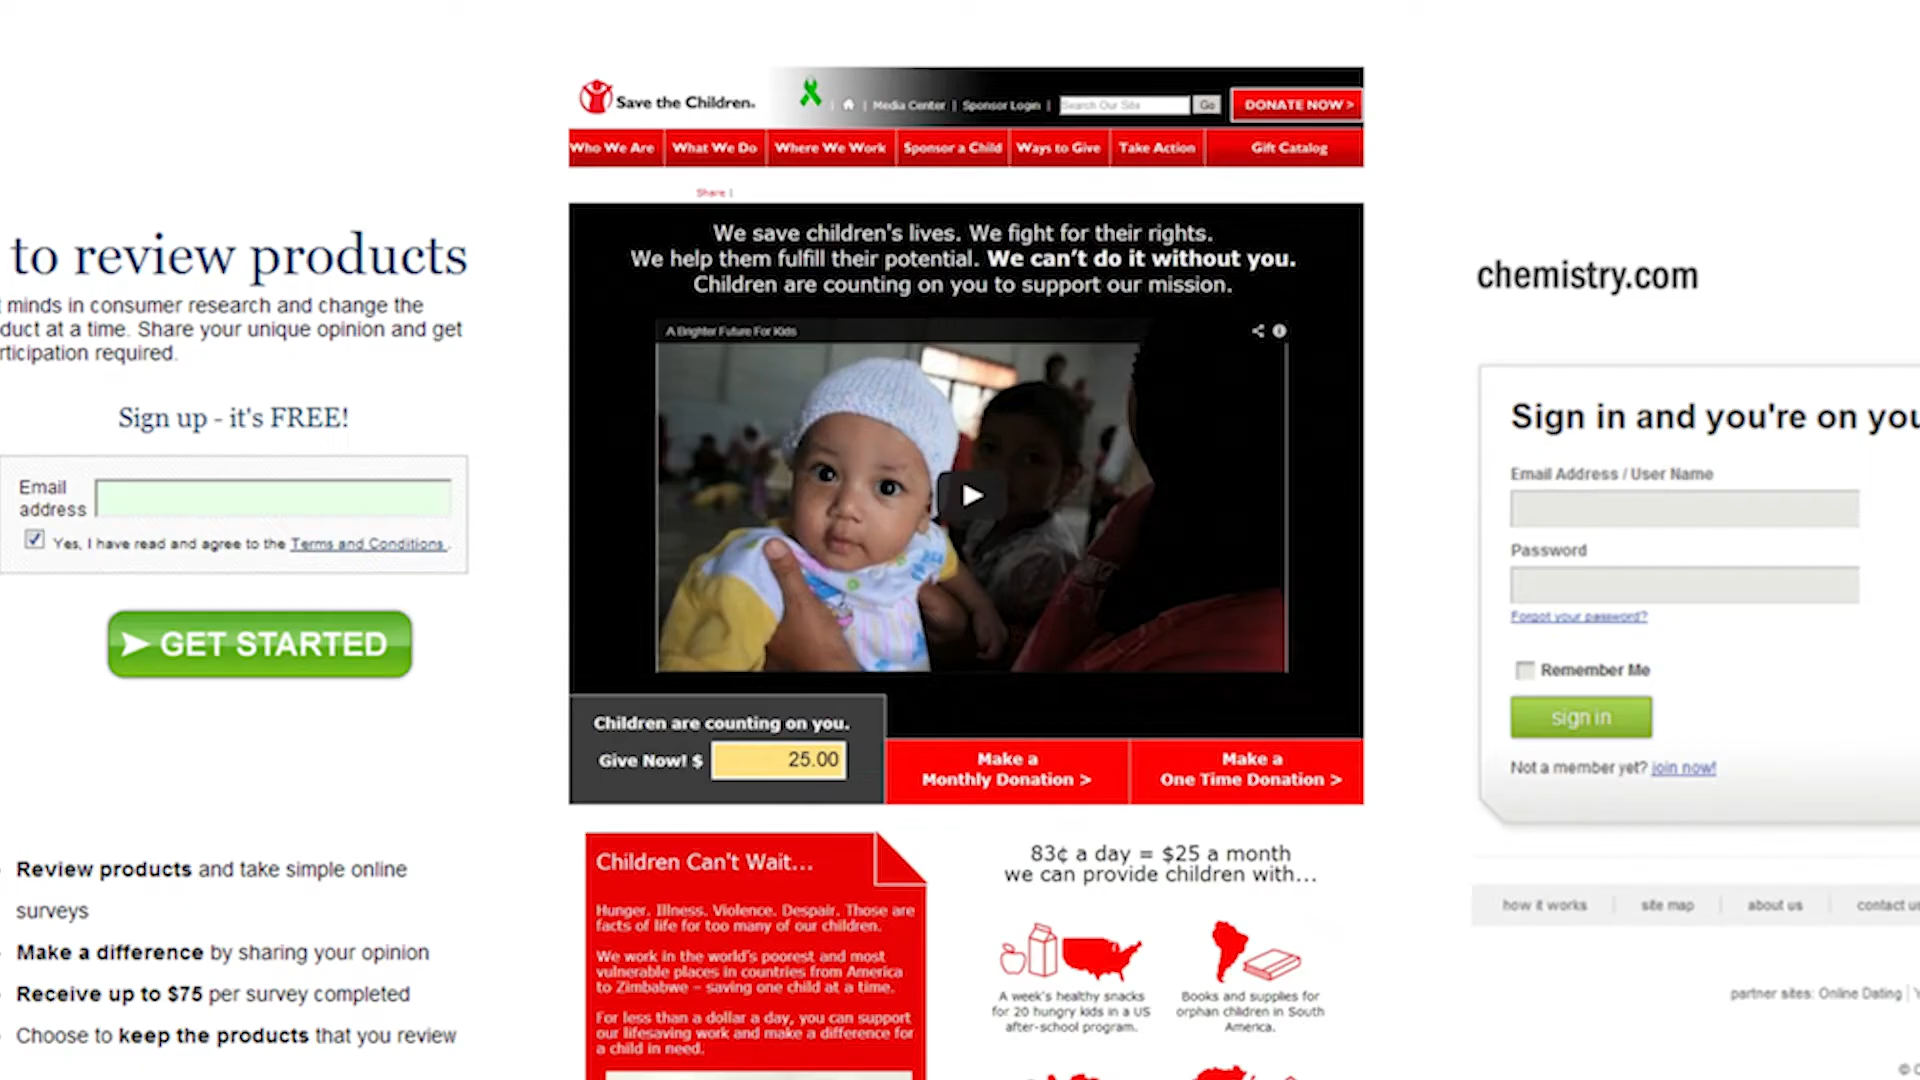 to review products
minds in consumer research and change the
duct at a time. Share your unique opinion and get
rticipation required.
Sign up - it's FREE!
Email
address
Yes, I have read and agree to the Terms and Conditions.
GET STARTED
Review products and take simple online
surveys
Make a difference by sharing your opinion
Receive up to $75 per survey completed
Choose to keep the products that you review
Save the Children.
| Media Center | Sponsor Login |
Search Our Site
Go
DONATE NOW >
Who We Are
What We Do
Where We Work
Sponsor a Child
Ways to Give
Take Action
Gift Catalog
Share |
We save children's lives. We fight for their rights.
We help them fulfill their potential. We can't do it without you.
Children are counting on you to support our mission.
A Brighter Future For Kids
Children are counting on you.
Give Now! $ 25.00
Make a
Monthly Donation >
Make a
One Time Donation >
Children Can't Wait...
Hunger. Illness. Violence. Despair. Those are
facts of life for too many of our children.
We work in the world's poorest and most
vulnerable places in countries from America
to Zimbabwe – saving one child at a time.
For less than a dollar a day, you can support
our lifesaving work and make a difference for
a child in need.
83¢ a day = $25 a month
we can provide children with...
A week's healthy snacks
for 20 hungry kids in a US
after-school program.
Books and supplies for
orphan children in South
America.
chemistry.com
Sign in and you're on you
Email Address / User Name
Password
Forgot your password?
Remember Me
sign in
Not a member yet? join now!
how it works | site map | about us | contact us
partner sites: Online Dating |
©